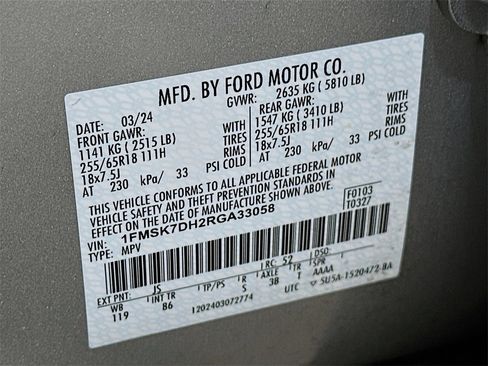 MFD. BY FORD MOTOR CO.
DATE: 03/24 GVWR: 2635 KG ( 5810 LB)
FRONT GAWR: REAR GAWR:
1141 KG ( 2515 LB) WITH 1547 KG ( 3410 LB) WITH
255/65R18 111H TIRES 255/65R18 111H TIRES
18x7.5J RIMS 18x7.5J RIMS
AT 230 kPa/ 33 PSI COLD AT 230 kPa/ 33 PSI COLD
THIS VEHICLE CONFORMS TO ALL APPLICABLE FEDERAL MOTOR
VEHICLE SAFETY AND THEFT PREVENTION STANDARDS IN
EFFECT ON THE DATE OF MANUFACTURE SHOWN ABOVE.
VIN: 1FMSK7DH2RGA33058 F0103
TYPE: MPV T0327
EXT PNT: JS RC: 52 DSO:
WB INT TR TP/PS R AXLE TR SPR
119 86 S 38 T AAAA
1202403072774 UTC 5U5A-1520472-BA